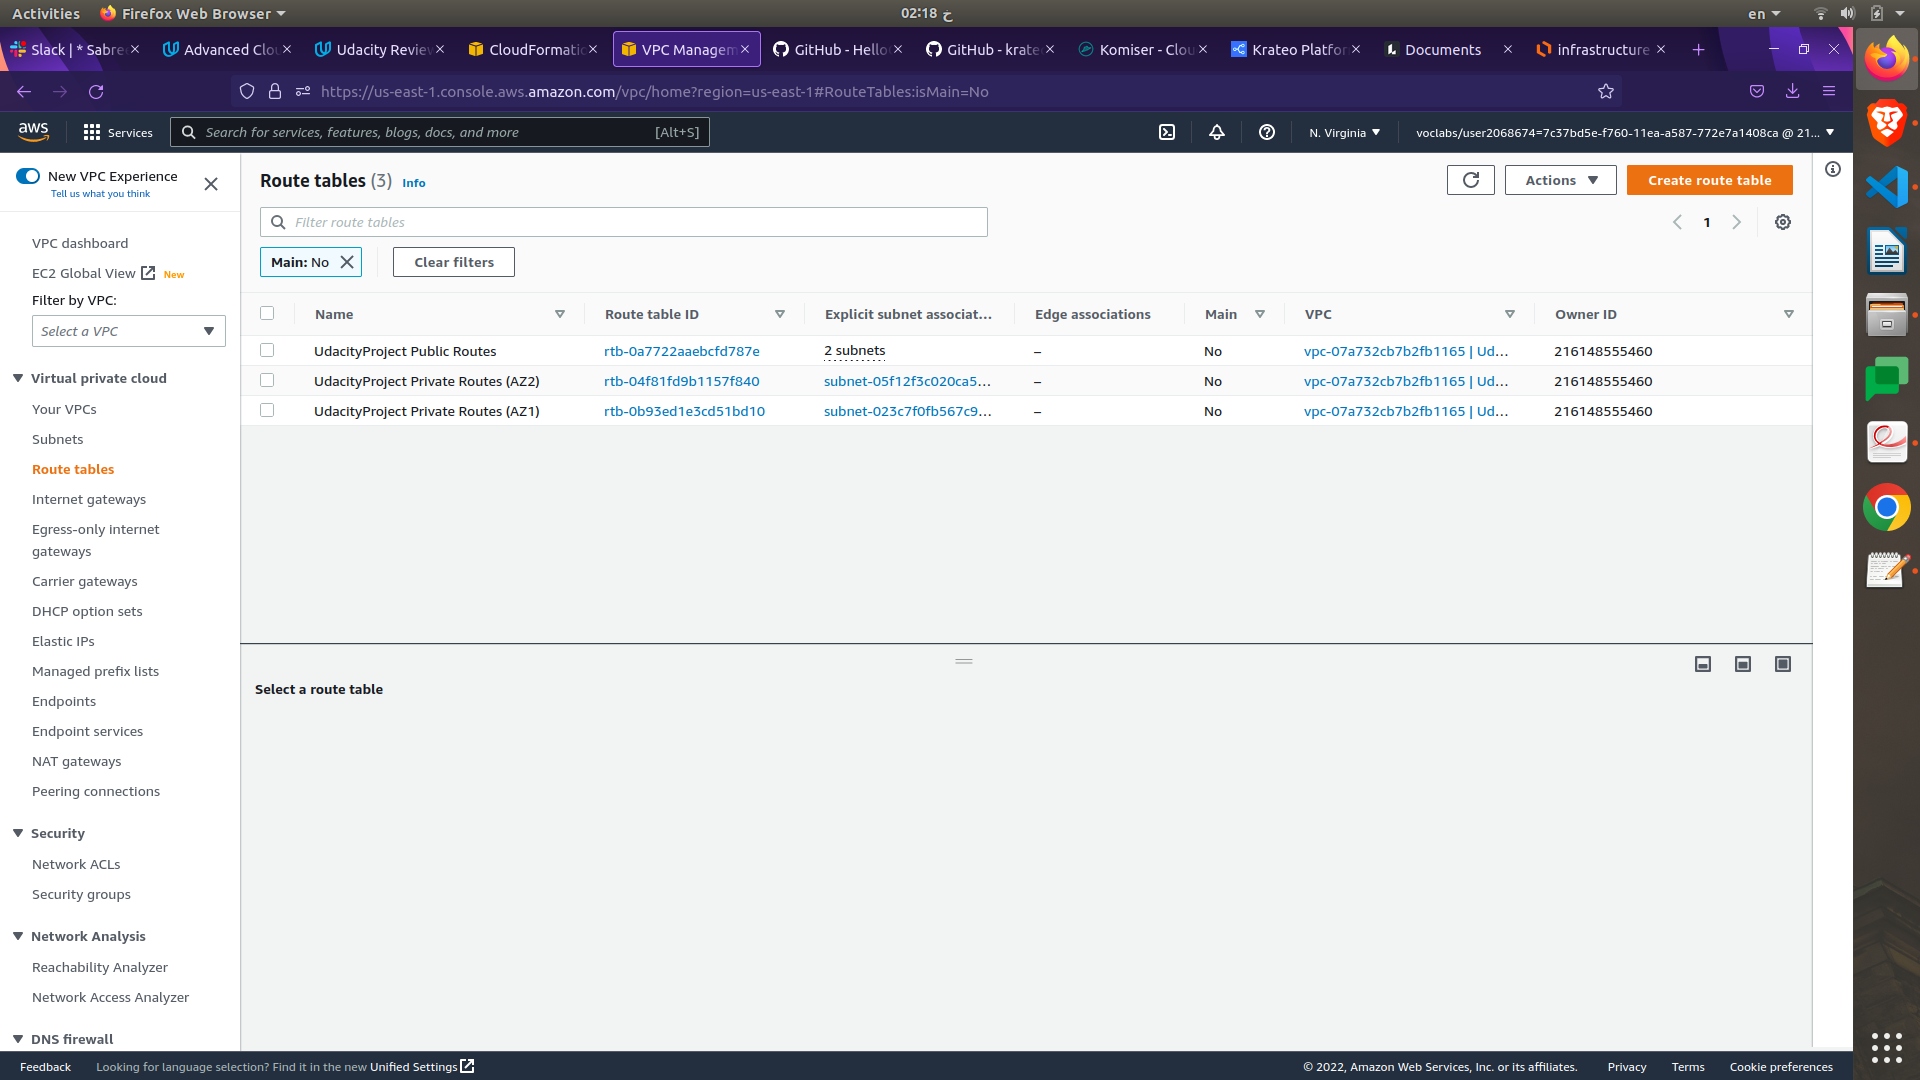 Activities
Firefox Web Browser
02:18 خ
en
Slack | * Sabre
Advanced Clou
Udacity Review
CloudFormatic
VPC Managem
GitHub - Hello
GitHub - krate
Komiser - Clou
Krateo Platfor
Documents
infrastructure
https://us-east-1.console.aws.amazon.com/vpc/home?region=us-east-1#RouteTables:isMain=No
aws
Services
Search for services, features, blogs, docs, and more
[Alt+S]
N. Virginia
voclabs/user2068674=7c37bd5e-f760-11ea-a587-772e7a1408ca @ 21...
New VPC Experience
Tell us what you think
VPC dashboard
EC2 Global View New
Filter by VPC:
Select a VPC
Virtual private cloud
Your VPCs
Subnets
Route tables
Internet gateways
Egress-only internet
gateways
Carrier gateways
DHCP option sets
Elastic IPs
Managed prefix lists
Endpoints
Endpoint services
NAT gateways
Peering connections
Security
Network ACLs
Security groups
Network Analysis
Reachability Analyzer
Network Access Analyzer
DNS firewall
Route tables (3) Info
Actions
Create route table
Filter route tables
1
Main: No
Clear filters
Name Route table ID Explicit subnet associat... Edge associations Main VPC Owner ID
UdacityProject Public Routes rtb-0a7722aaebcfd787e 2 subnets – No vpc-07a732cb7b2fb1165 | Ud... 216148555460
UdacityProject Private Routes (AZ2) rtb-04f81fd9b1157f840 subnet-05f12f3c020ca5... – No vpc-07a732cb7b2fb1165 | Ud... 216148555460
UdacityProject Private Routes (AZ1) rtb-0b93ed1e3cd51bd10 subnet-023c7f0fb567c9... – No vpc-07a732cb7b2fb1165 | Ud... 216148555460
Select a route table
Feedback
Looking for language selection? Find it in the new Unified Settings
© 2022, Amazon Web Services, Inc. or its affiliates.
Privacy
Terms
Cookie preferences